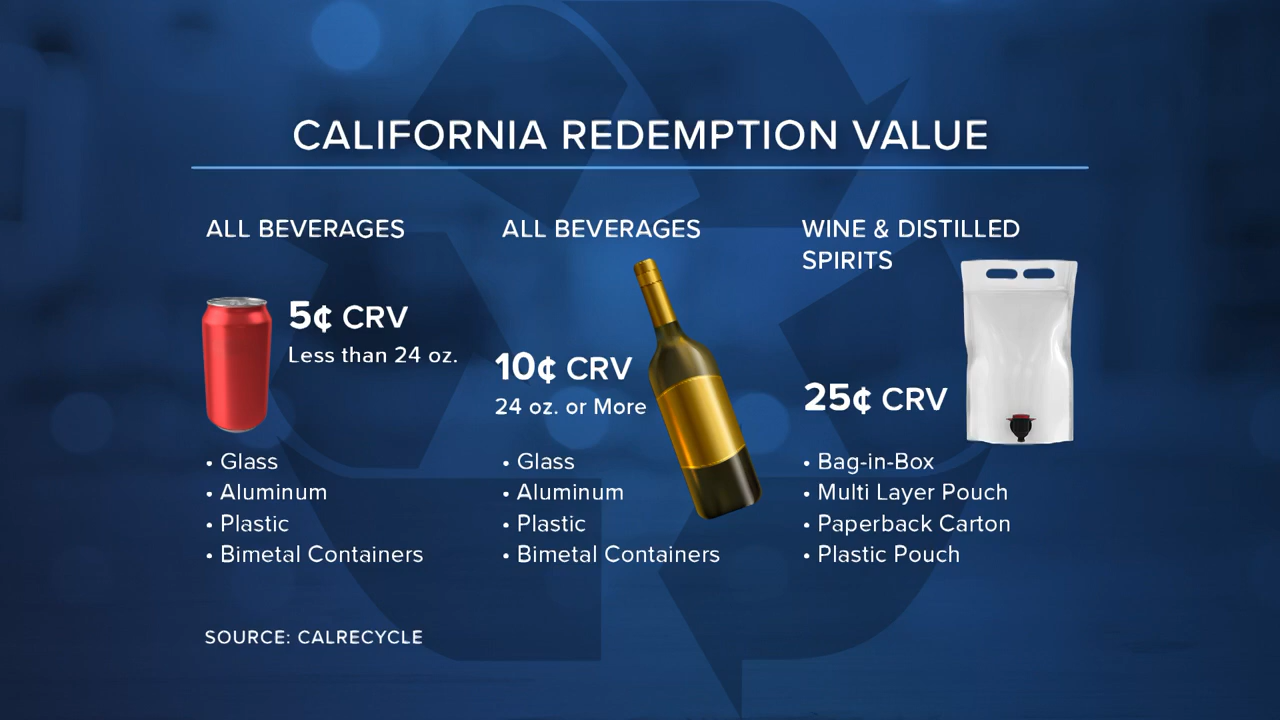 CALIFORNIA REDEMPTION VALUE
ALL BEVERAGES
5¢ CRV
Less than 24 oz.
• Glass
• Aluminum
• Plastic
• Bimetal Containers
ALL BEVERAGES
10¢ CRV
24 oz. or More
• Glass
• Aluminum
• Plastic
• Bimetal Containers
WINE & DISTILLED
SPIRITS
25¢ CRV
• Bag-in-Box
• Multi Layer Pouch
• Paperback Carton
• Plastic Pouch
SOURCE: CALRECYCLE